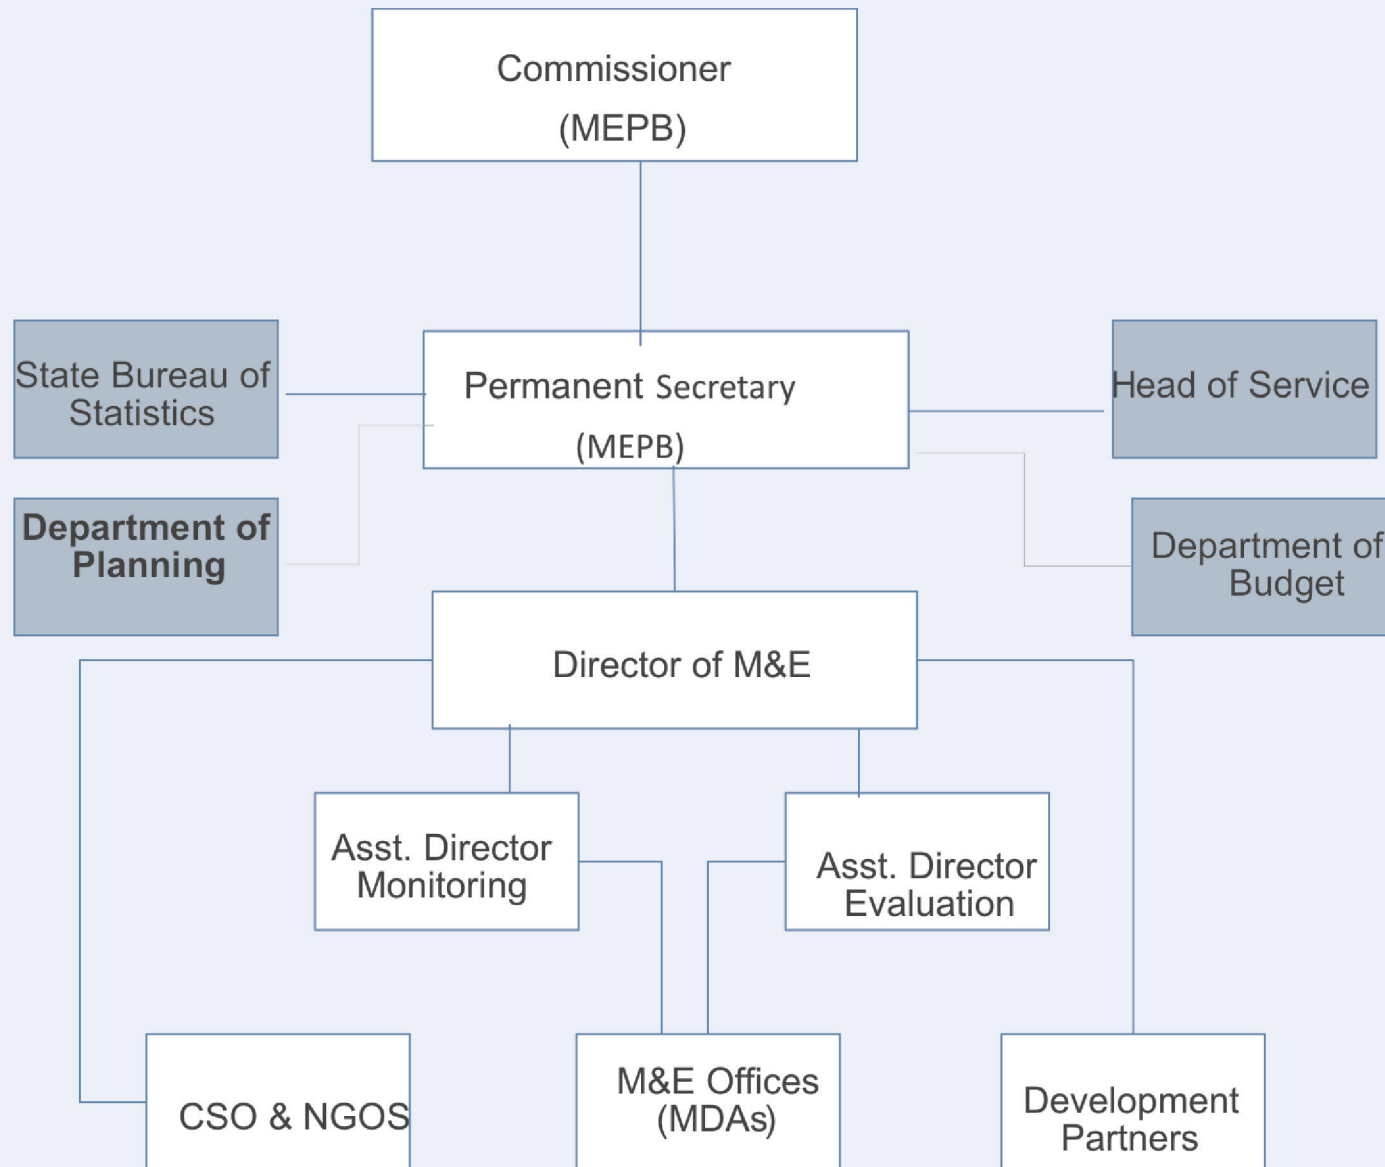 Commissioner
(MEPB)
State Bureau of
Statistics
Permanent Secretary
(MEPB)
Head of Service
Department of
Planning
Department of
Budget
Director of M&E
Asst. Director
Monitoring
Asst. Director
Evaluation
CSO & NGOS
M&E Offices
(MDAs)
Development
Partners